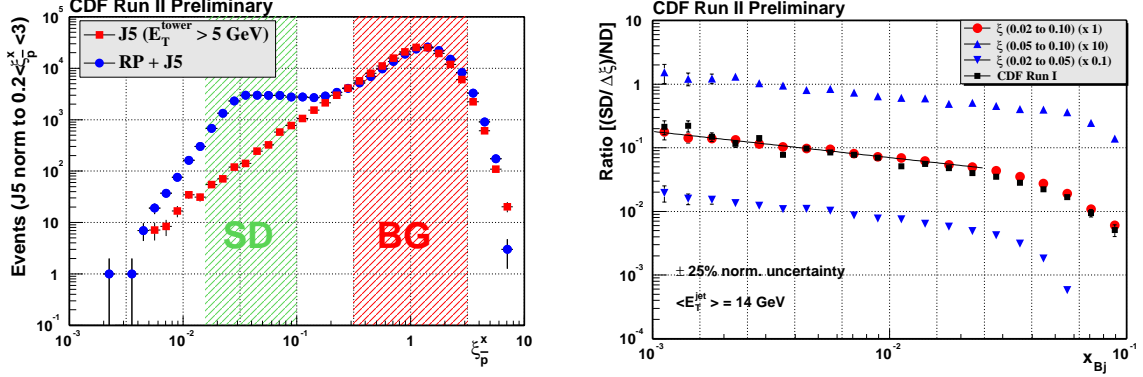 CDF Run II Preliminary
Events (J5 norm to 0.2<ξ_p̄^X<3)
10^5
10^4
10^3
10^2
10
1
10^-1
J5 (E_T^tower > 5 GeV)
RP + J5
SD
BG
10^-3
10^-2
10^-1
1
10
ξ_p̄^X
CDF Run II Preliminary
Ratio [(SD/Δξ)/ND]
10
1
10^-1
10^-2
10^-3
10^-4
ξ (0.02 to 0.10) (x 1)
ξ (0.05 to 0.10) (x 10)
ξ (0.02 to 0.05) (x 0.1)
CDF Run I
± 25% norm. uncertainty
<E_T^jet> = 14 GeV
10^-3
10^-2
10^-1
x_Bj